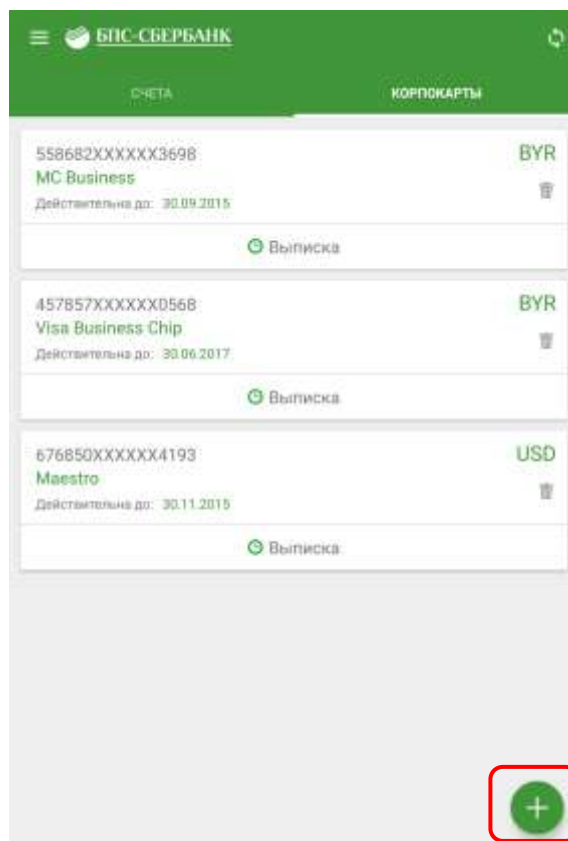 БПС-СБЕРБАНК
СЧЕТА
КОРПОКАРТЫ
558682XXXXXX3698
BYR
MC Business
Действительна до: 30.09.2015
Выписка
457857XXXXXX0568
BYR
Visa Business Chip
Действительна до: 30.06.2017
Выписка
676850XXXXXX4193
USD
Maestro
Действительна до: 30.11.2015
Выписка